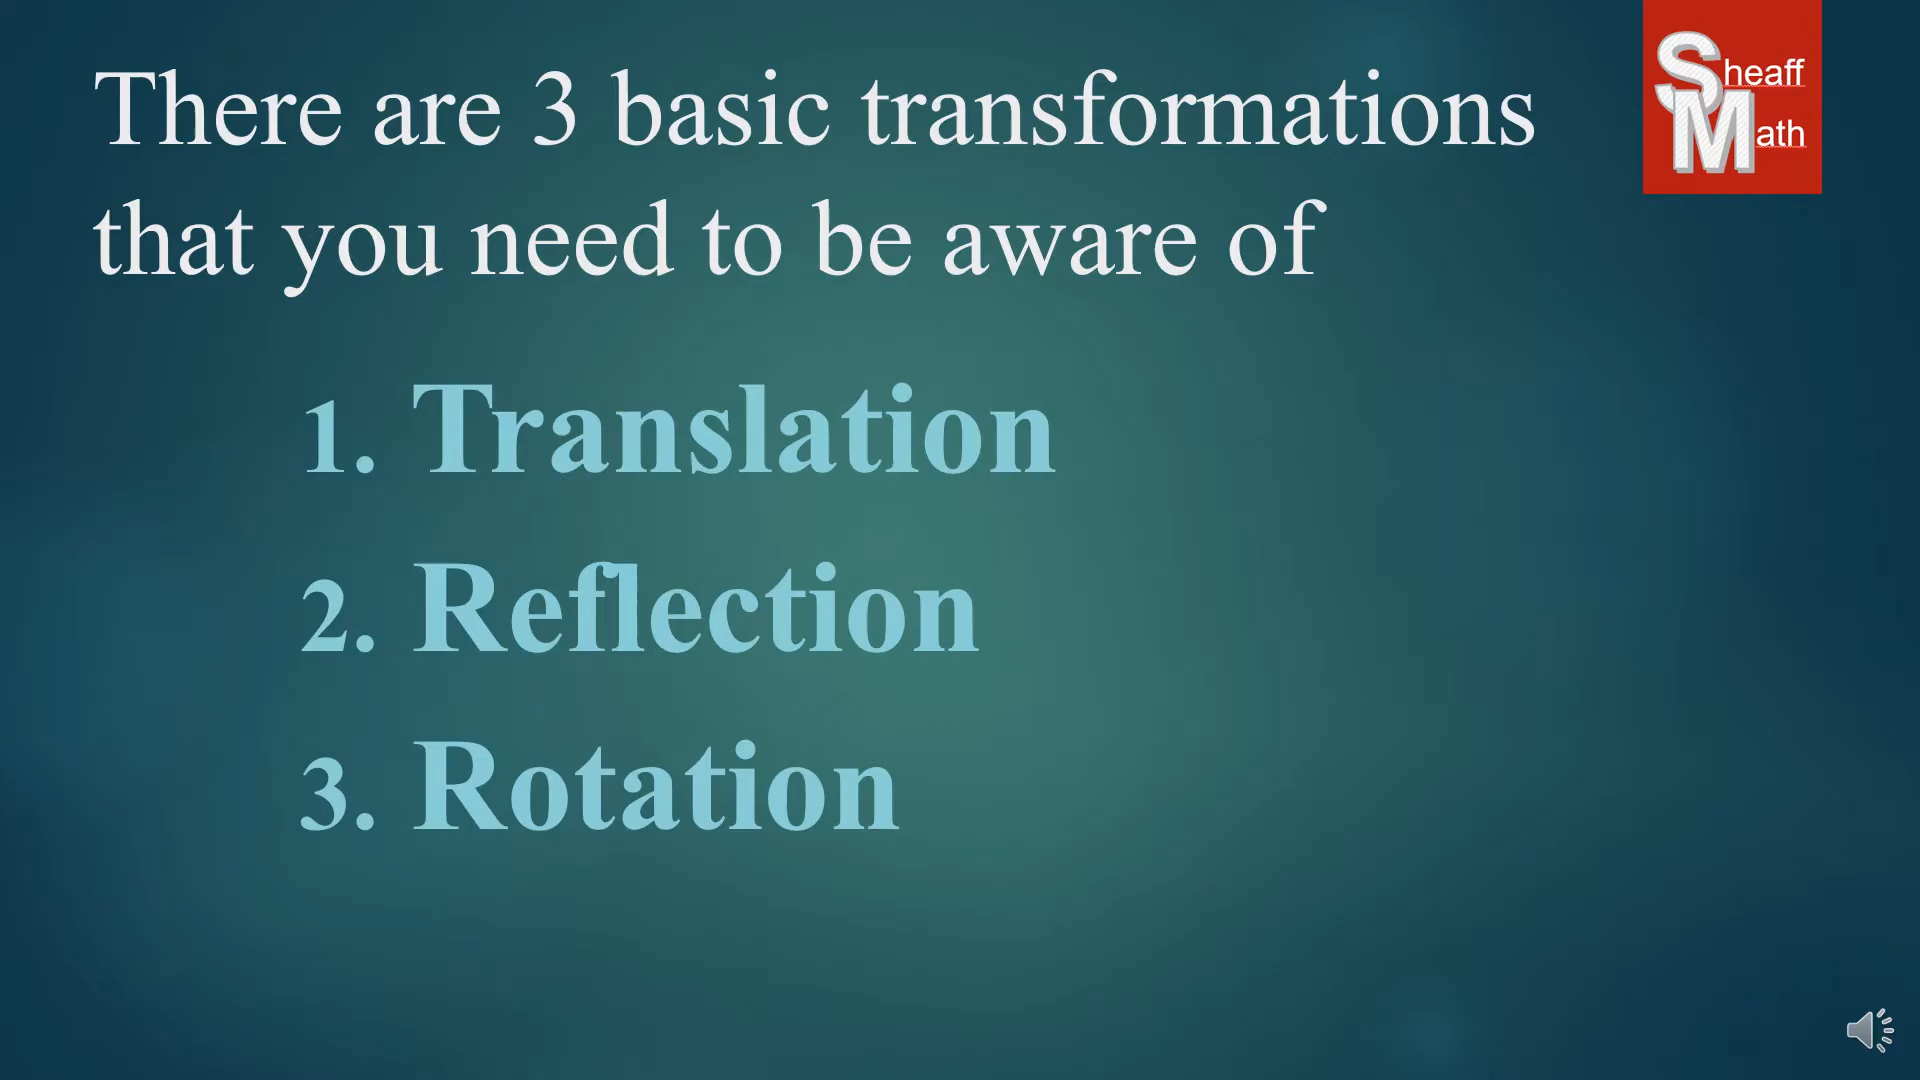 There are 3 basic transformations
that you need to be aware of
Sheaff
Math
1. Translation
2. Reflection
3. Rotation